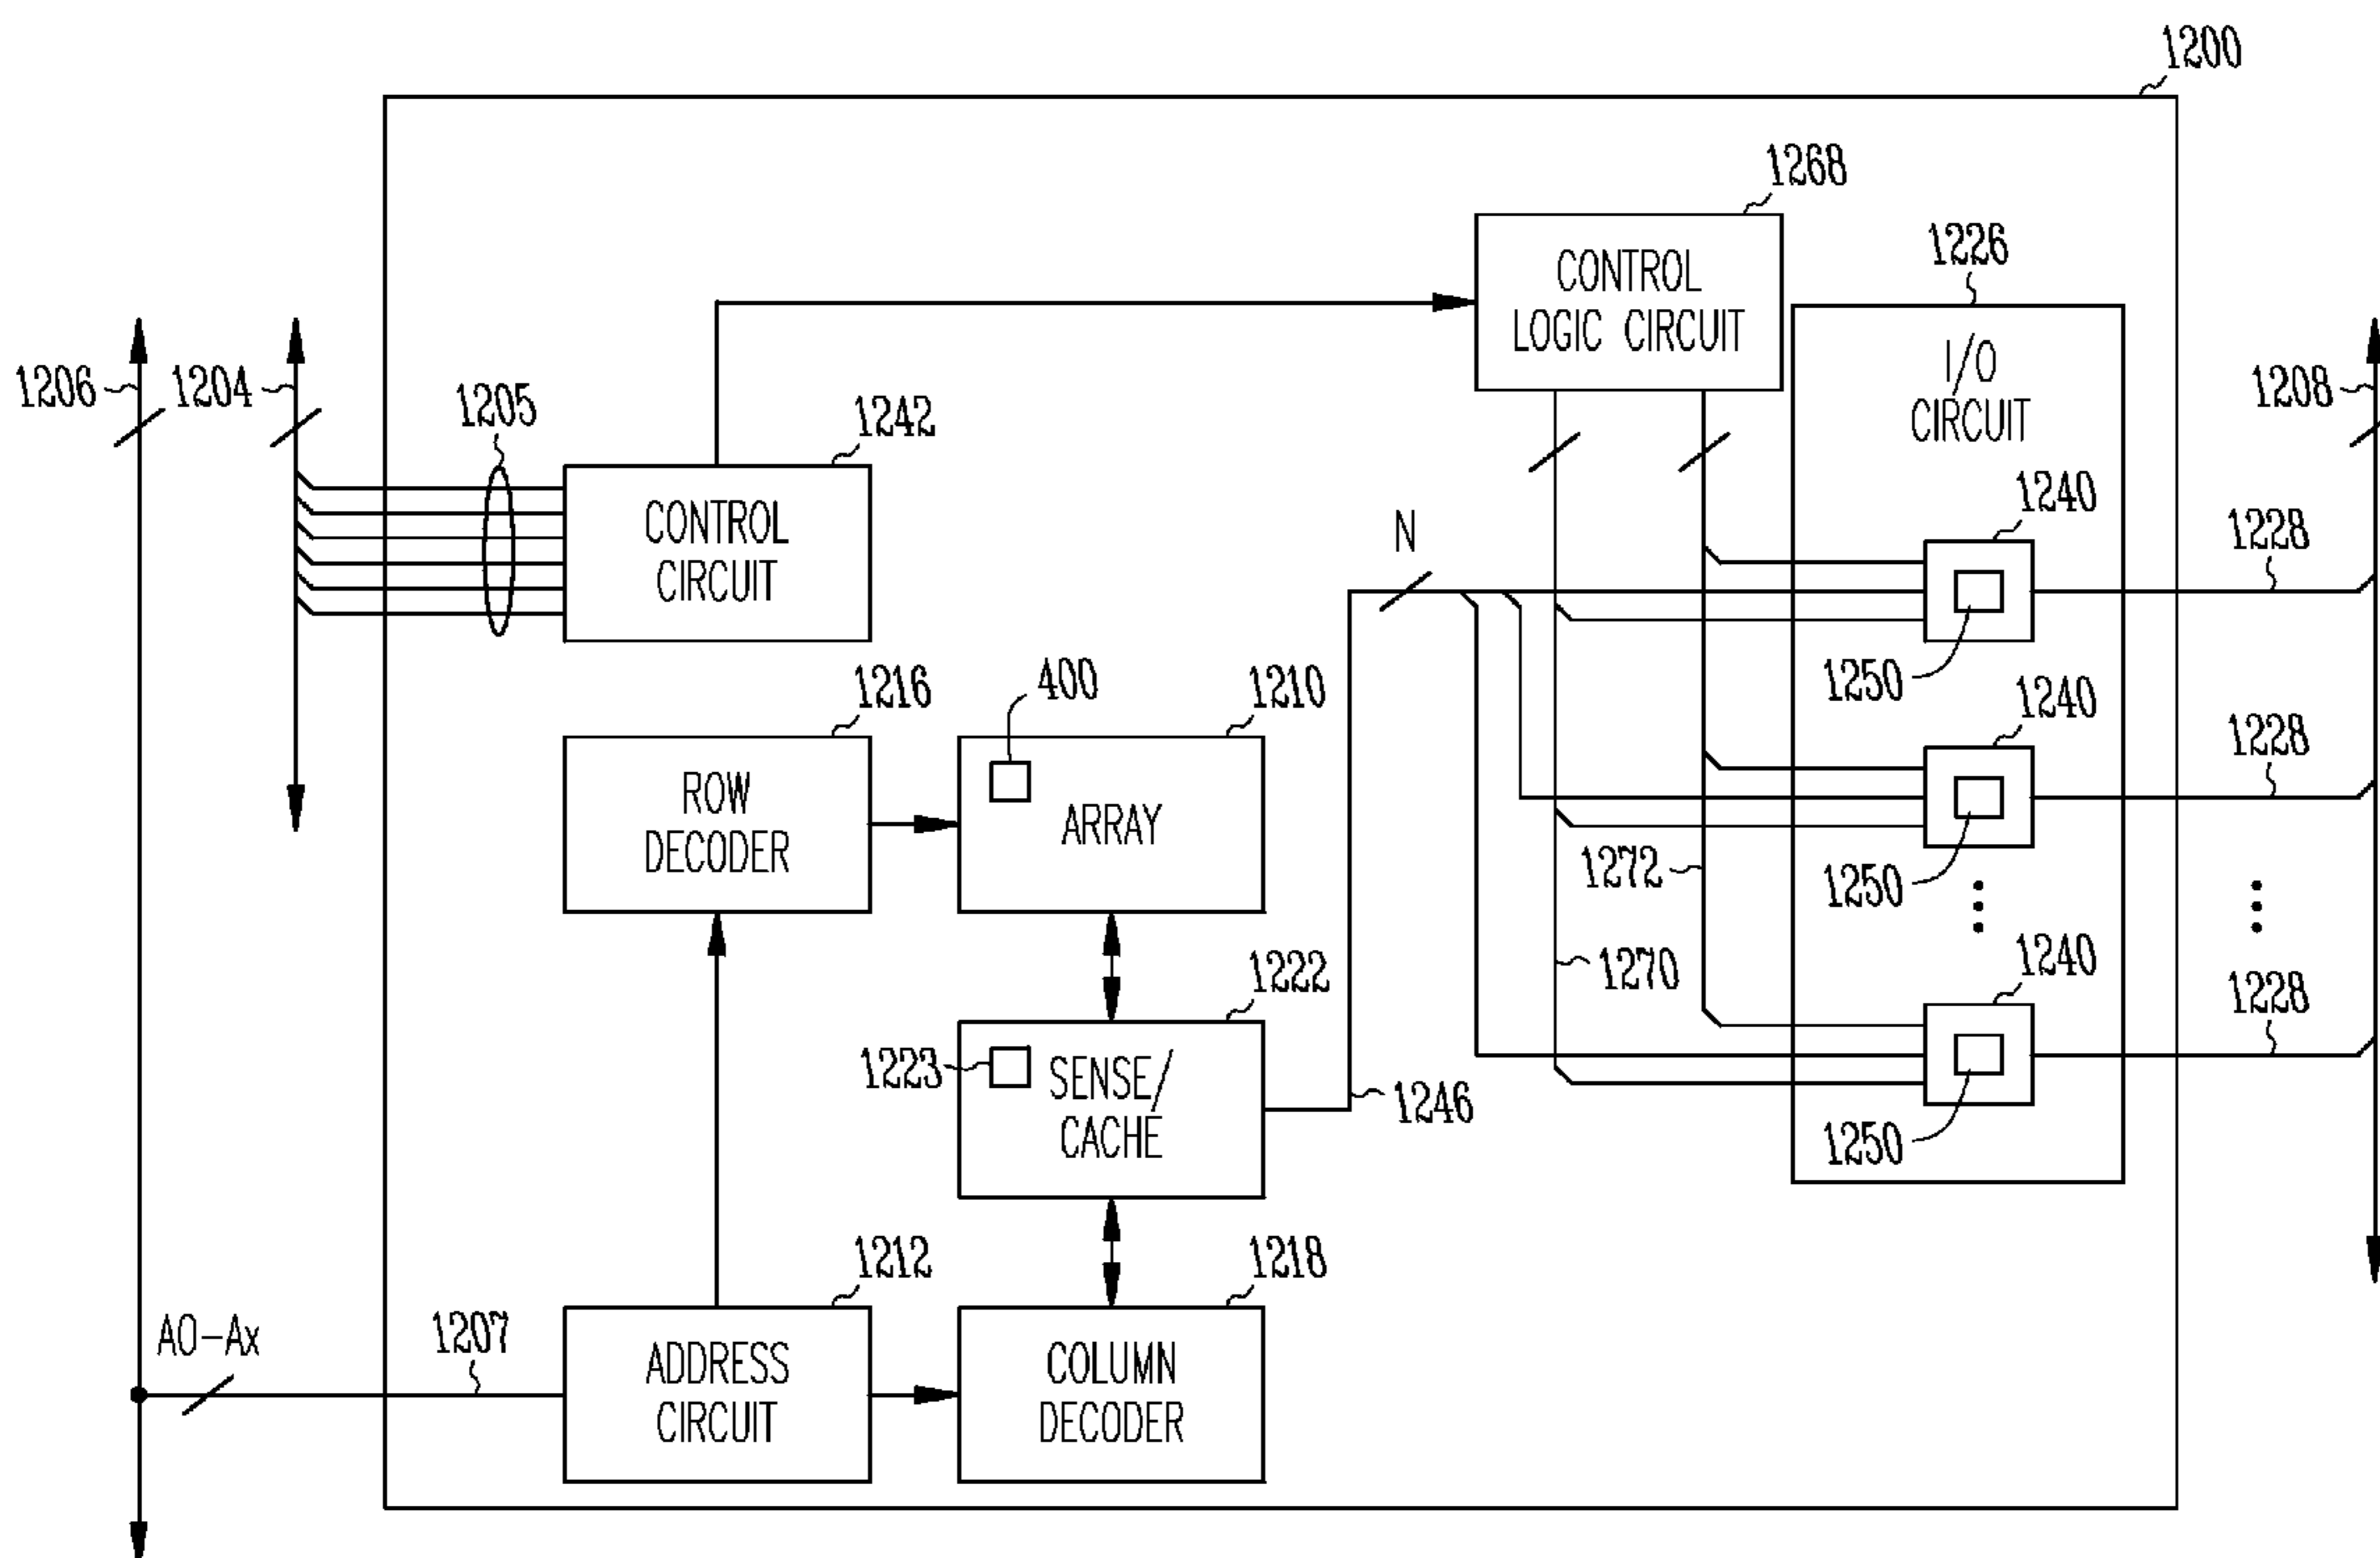 1200
1268
CONTROL
LOGIC CIRCUIT
1226
I/O
CIRCUIT
1206
1204
1205
1242
CONTROL
CIRCUIT
1208
N
1240
1228
1250
1216
400
1210
ROW
DECODER
ARRAY
1240
1228
1250
1272
1270
1222
1223
SENSE/
CACHE
1246
1240
1228
1250
1212
1218
A0-Ax
1207
ADDRESS
CIRCUIT
COLUMN
DECODER